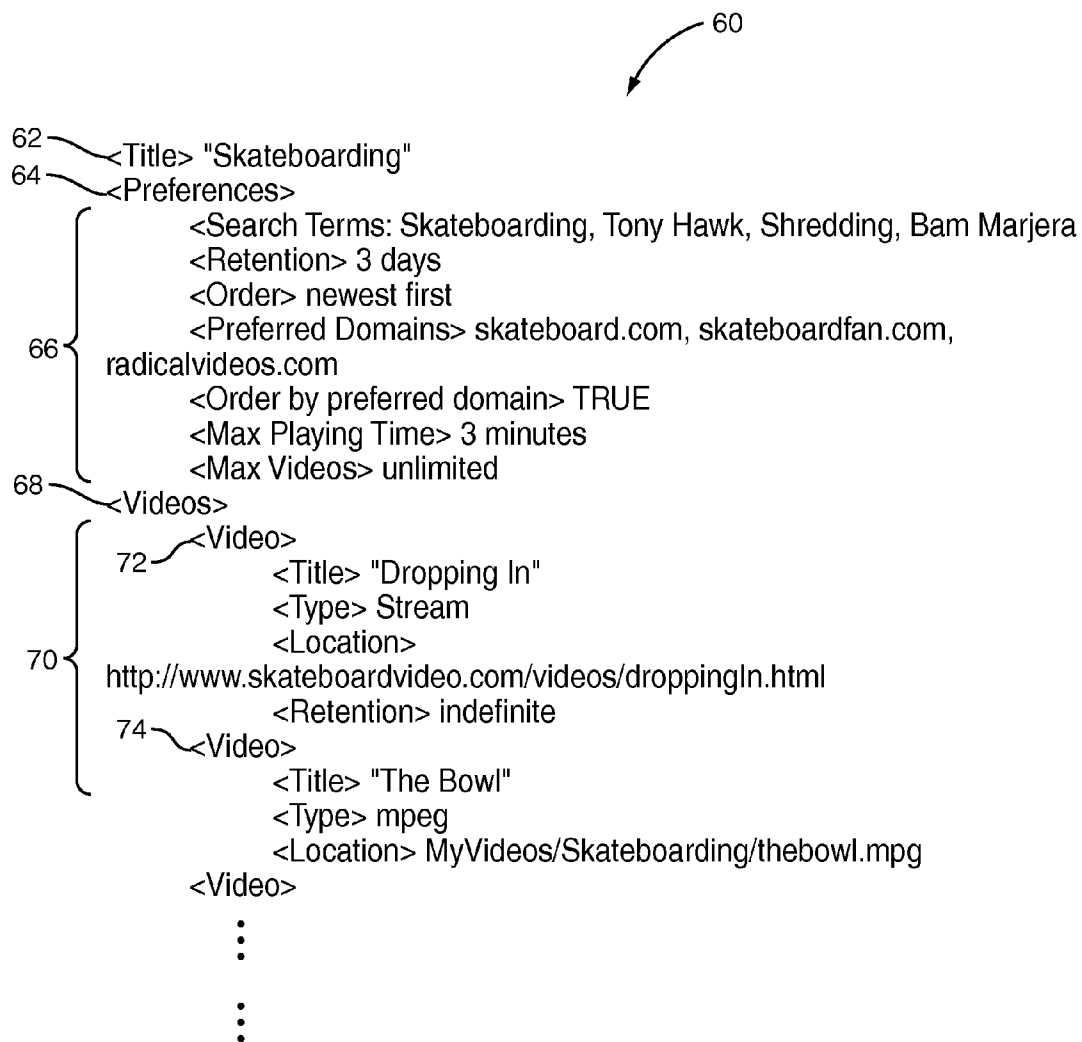 60
62 <Title> "Skateboarding"
64 <Preferences>
<Search Terms: Skateboarding, Tony Hawk, Shredding, Bam Marjera
<Retention> 3 days
<Order> newest first
<Preferred Domains> skateboard.com, skateboardfan.com,
66 radicalvideos.com
<Order by preferred domain> TRUE
<Max Playing Time> 3 minutes
<Max Videos> unlimited
68 <Videos>
72 <Video>
<Title> "Dropping In"
<Type> Stream
<Location>
70 http://www.skateboardvideo.com/videos/droppingIn.html
<Retention> indefinite
74 <Video>
<Title> "The Bowl"
<Type> mpeg
<Location> MyVideos/Skateboarding/thebowl.mpg
<Video>